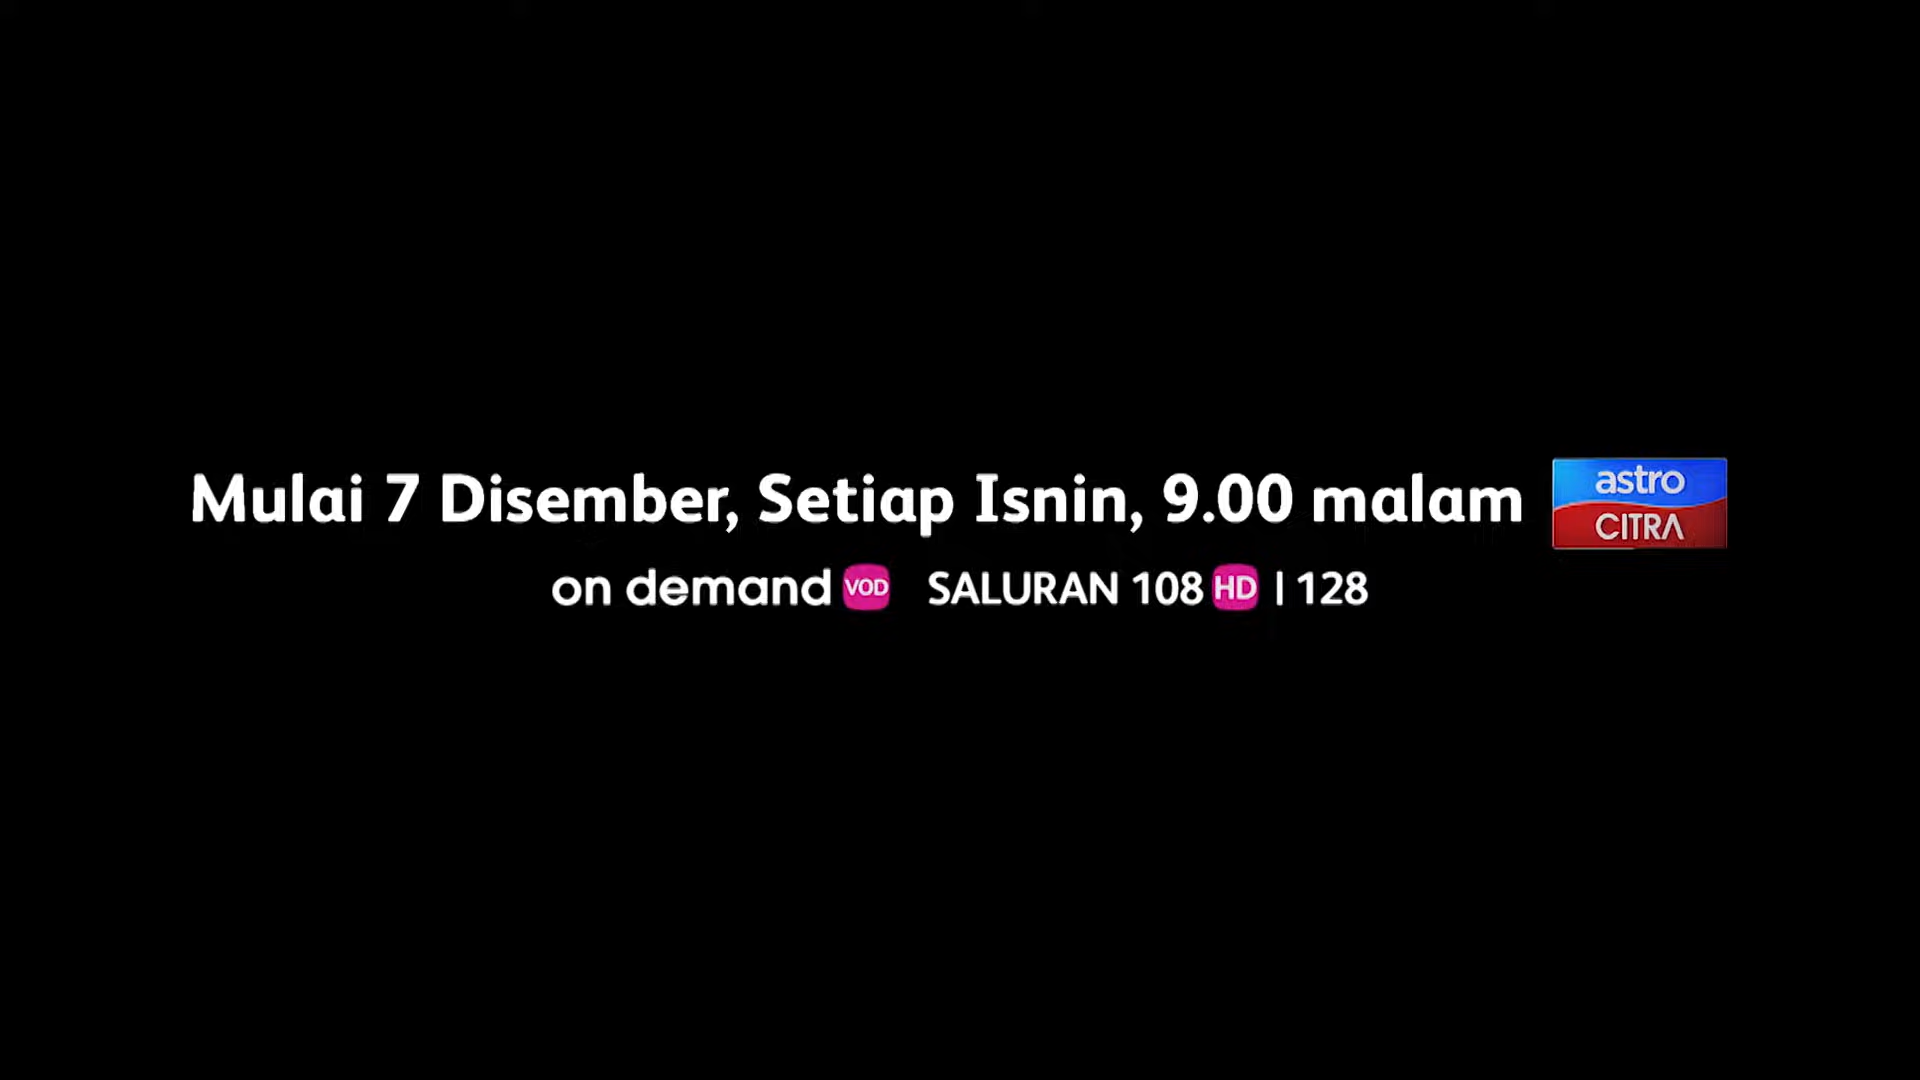 Mulai 7 Disember, Setiap Isnin, 9.00 malam astro CITRA
on demand VOD SALURAN 108 HD | 128